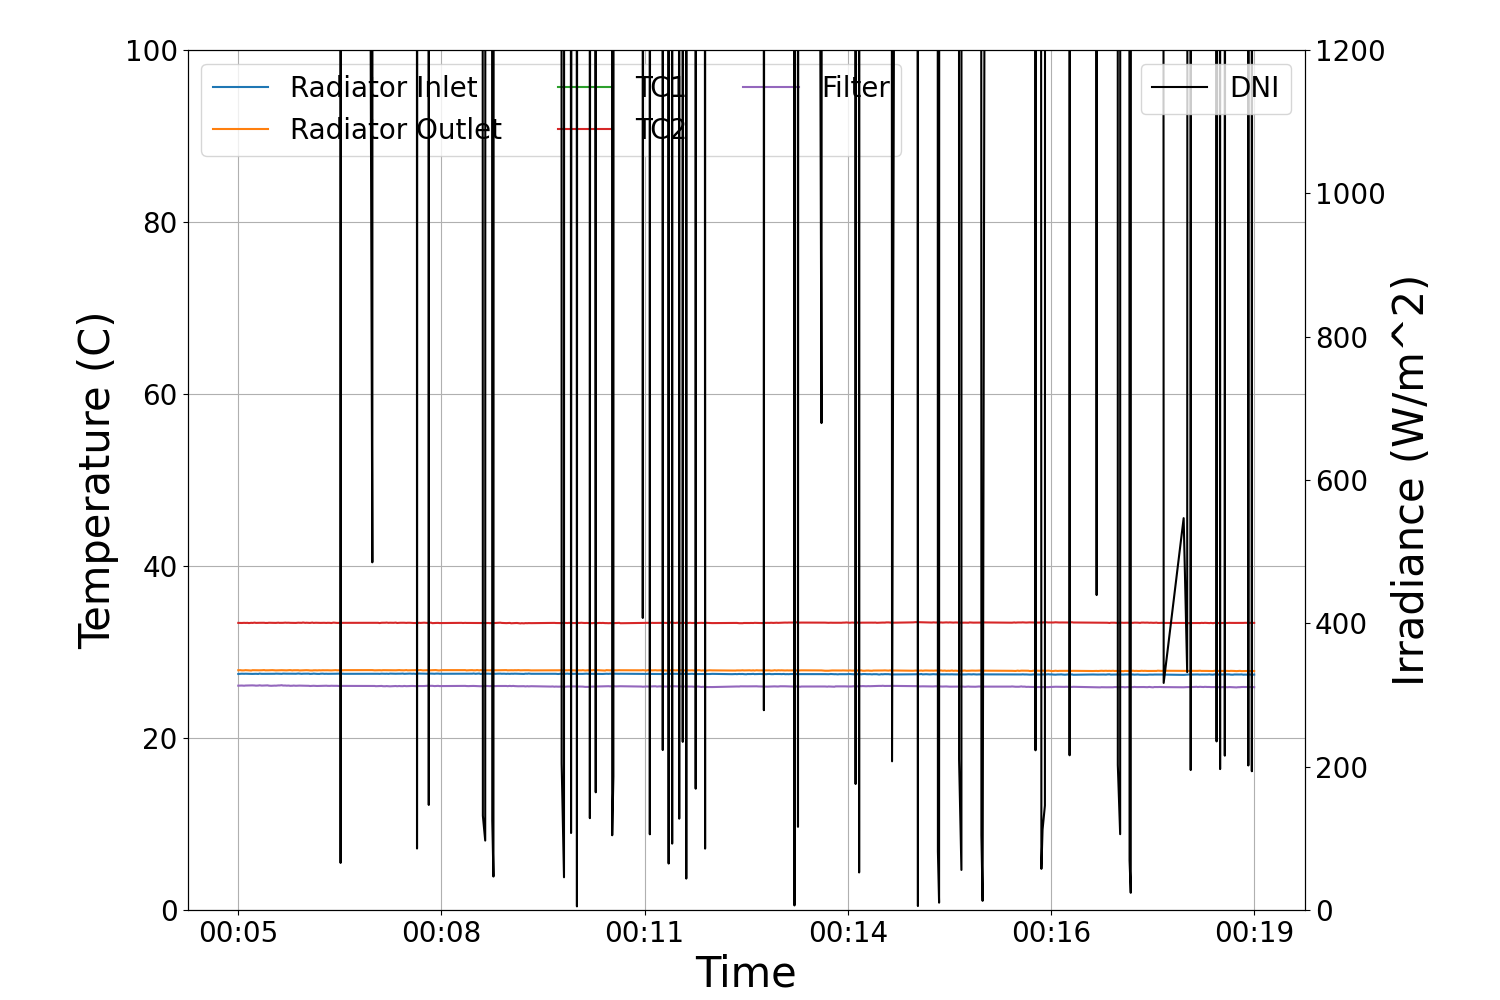 100
80
60
40
20
0
Temperature (C)
Radiator Inlet
Radiator Outlet
TC1
TC2
Filter
DNI
1200
1000
800
600
400
200
0
Irradiance (W/m^2)
00:05 00:08 00:11 00:14 00:16 00:19
Time